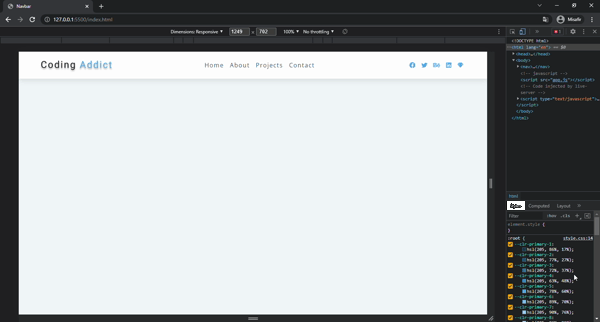 Navbar
127.0.0.1:5500/index.html
Misafir
Dimensions: Responsive
1249
x
702
100%
No throttling
Coding Addict
Home About Projects Contact
<!DOCTYPE html>
<html lang="en"> == $0
<head>…</head>
<body>
<nav>…</nav>
<!-- javascript -->
<script src="app.js"></script>
<!-- Code injected by live-
server -->
<script type="text/javascript">…
</script>
</body>
</html>
html
Styles Computed Layout
Filter :hov .cls
element.style {
}
:root { style.css:14
--clr-primary-1:
hsl(205, 86%, 17%);
--clr-primary-2:
hsl(205, 77%, 27%);
--clr-primary-3:
hsl(205, 72%, 37%);
--clr-primary-4:
hsl(205, 63%, 48%);
--clr-primary-5:
hsl(205, 78%, 60%);
--clr-primary-6:
hsl(205, 89%, 70%);
--clr-primary-7:
hsl(205, 90%, 76%);
--clr-primary-8: